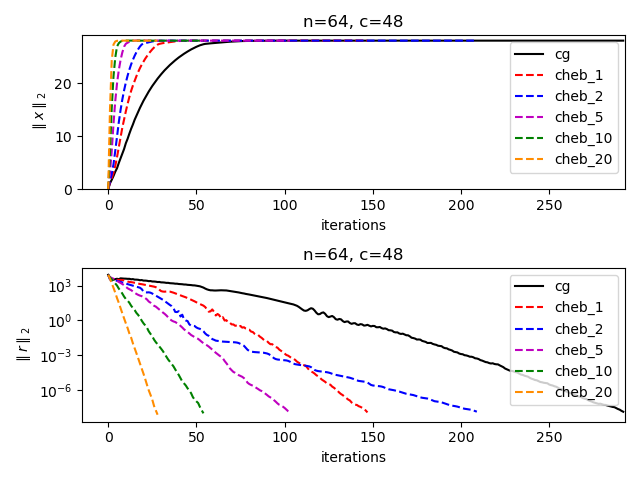 n=64, c=48
‖ x ‖₂
20
10
0
0 50 100 150 200 250
iterations
cg
cheb_1
cheb_2
cheb_5
cheb_10
cheb_20
n=64, c=48
‖ r ‖₂
10³
10⁰
10⁻³
10⁻⁶
0 50 100 150 200 250
iterations
cg
cheb_1
cheb_2
cheb_5
cheb_10
cheb_20